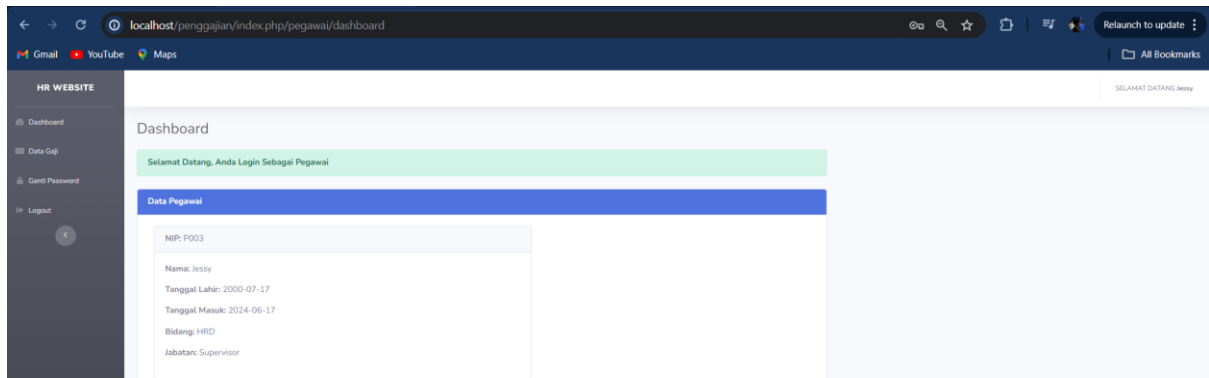 localhost/penggajian/index.php/pegawai/dashboard
Relaunch to update
Gmail YouTube Maps
All Bookmarks
HR WEBSITE
SELAMAT DATANG Jessy
Dashboard
Data Gaji
Ganti Password
Logout
Dashboard
Selamat Datang, Anda Login Sebagai Pegawai
Data Pegawai
NIP: P003
Nama: Jessy
Tanggal Lahir: 2000-07-17
Tanggal Masuk: 2024-06-17
Bidang: HRD
Jabatan: Supervisor